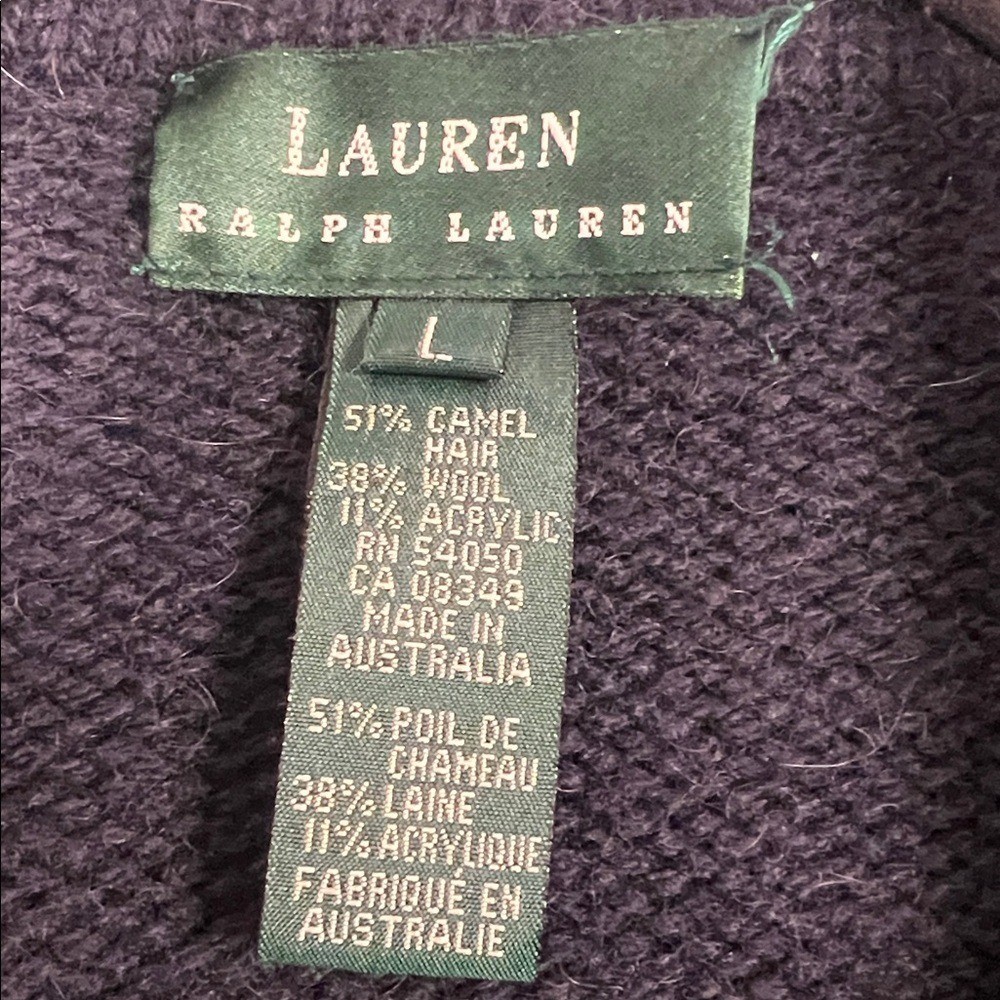 LAUREN
RALPH LAUREN
L
51% CAMEL
HAIR
38% WOOL
11% ACRYLIC
RN 54050
CA 08349
MADE IN
AUSTRALIA
51% POIL DE
CHAMEAU
38% LAINE
11% ACRYLIQUE
FABRIQUÉ EN
AUSTRALIE